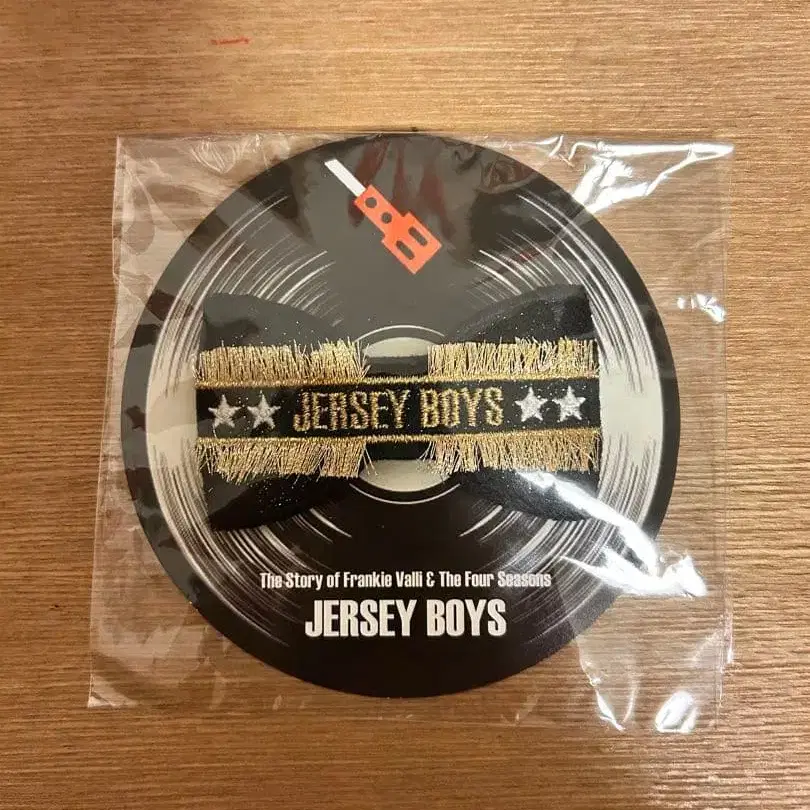 JERSEY BOYS
The Story of Frankie Valli & The Four Seasons
JERSEY BOYS